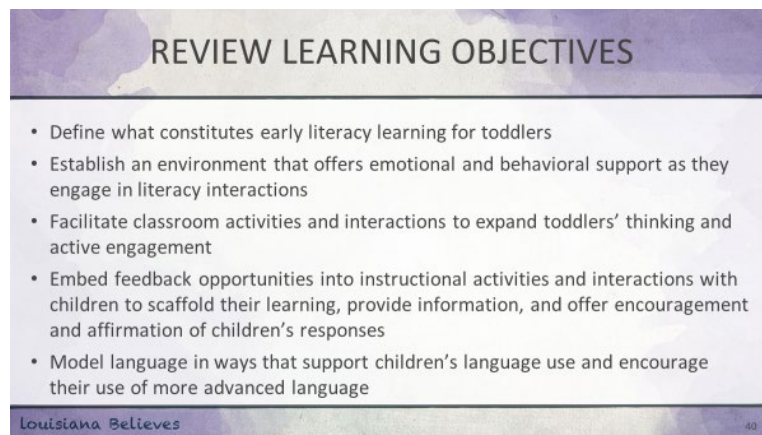 REVIEW LEARNING OBJECTIVES
• Define what constitutes early literacy learning for toddlers
• Establish an environment that offers emotional and behavioral support as they
engage in literacy interactions
• Facilitate classroom activities and interactions to expand toddlers’ thinking and
active engagement
• Embed feedback opportunities into instructional activities and interactions with
children to scaffold their learning, provide information, and offer encouragement
and affirmation of children’s responses
• Model language in ways that support children’s language use and encourage
their use of more advanced language
Louisiana Believes
40